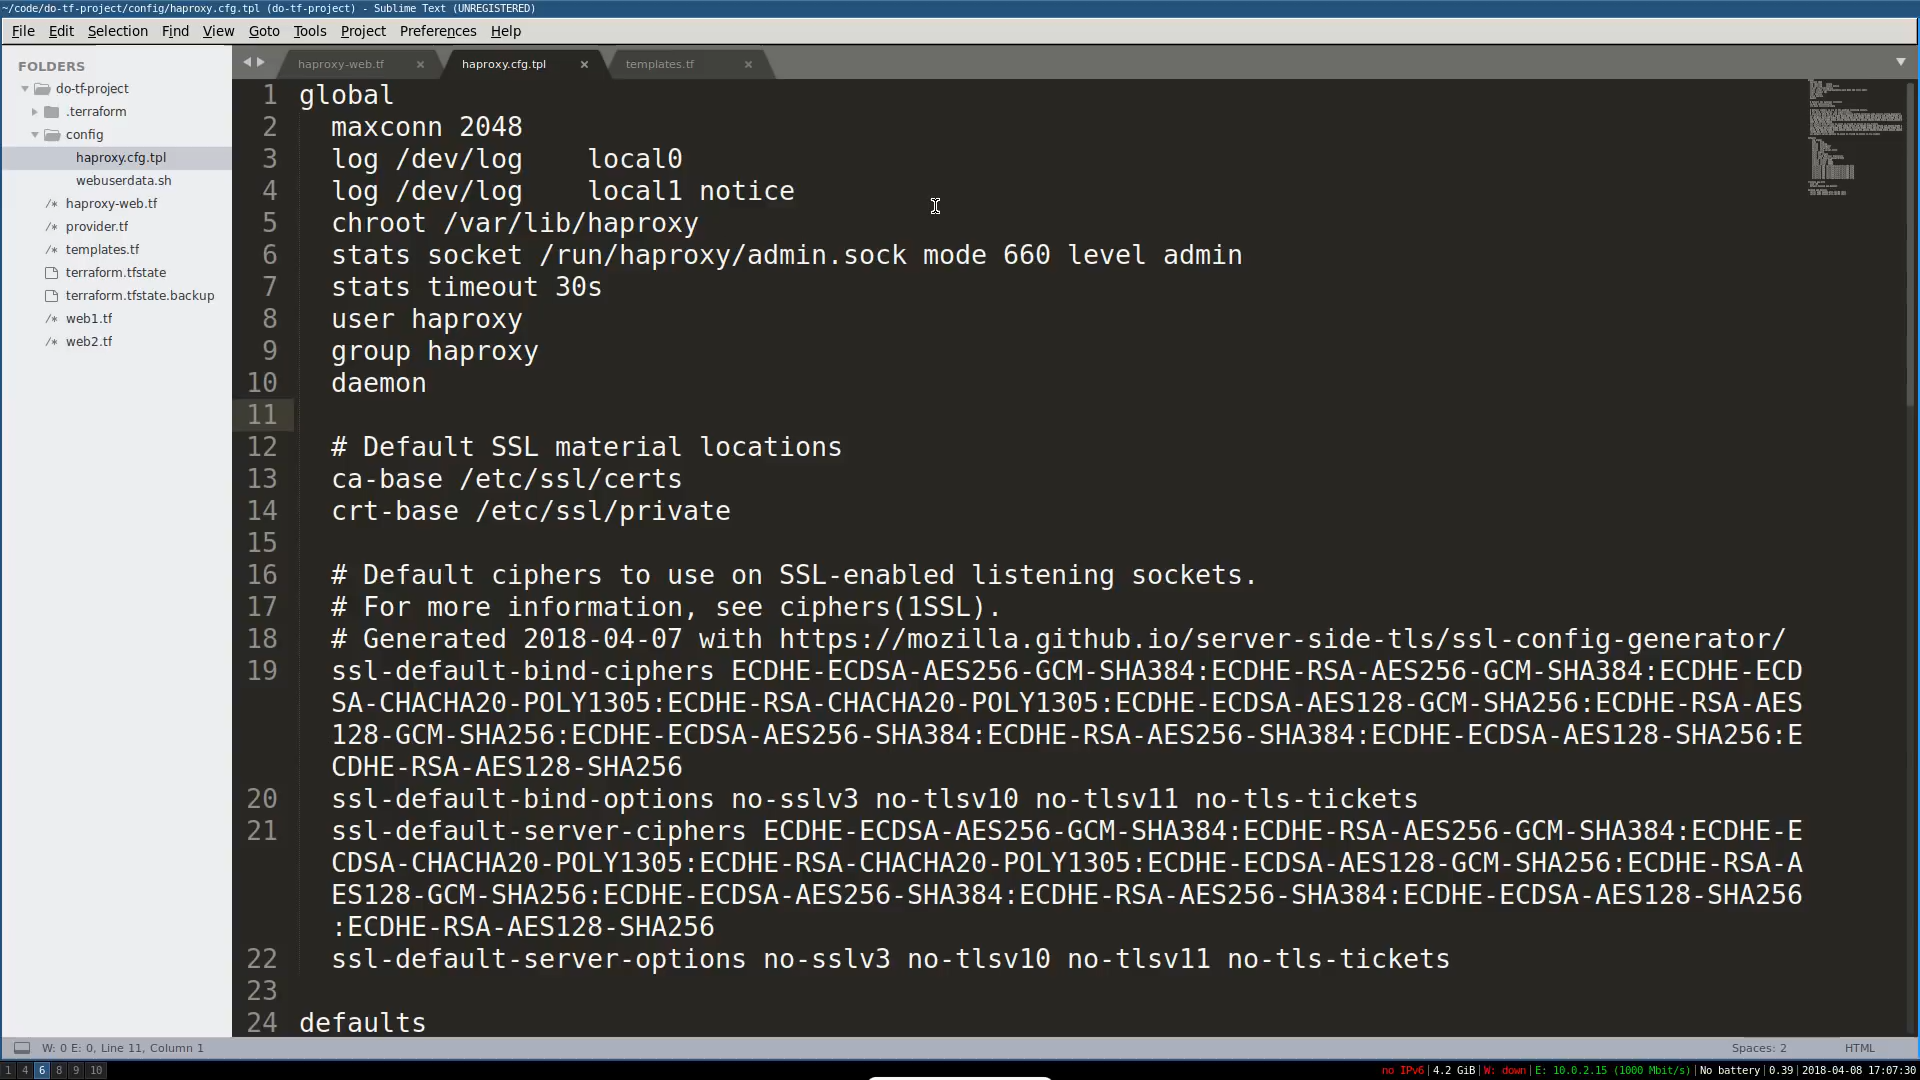 ~/code/do-tf-project/config/haproxy.cfg.tpl (do-tf-project) - Sublime Text (UNREGISTERED)
File Edit Selection Find View Goto Tools Project Preferences Help
FOLDERS
do-tf-project
.terraform
config
haproxy.cfg.tpl
webuserdata.sh
/* haproxy-web.tf
/* provider.tf
/* templates.tf
terraform.tfstate
terraform.tfstate.backup
/* web1.tf
/* web2.tf
haproxy-web.tf × haproxy.cfg.tpl × templates.tf ×
1 global
2 maxconn 2048
3 log /dev/log local0
4 log /dev/log local1 notice
5 chroot /var/lib/haproxy
6 stats socket /run/haproxy/admin.sock mode 660 level admin
7 stats timeout 30s
8 user haproxy
9 group haproxy
10 daemon
11
12 # Default SSL material locations
13 ca-base /etc/ssl/certs
14 crt-base /etc/ssl/private
15
16 # Default ciphers to use on SSL-enabled listening sockets.
17 # For more information, see ciphers(1SSL).
18 # Generated 2018-04-07 with https://mozilla.github.io/server-side-tls/ssl-config-generator/
19 ssl-default-bind-ciphers ECDHE-ECDSA-AES256-GCM-SHA384:ECDHE-RSA-AES256-GCM-SHA384:ECDHE-ECD
SA-CHACHA20-POLY1305:ECDHE-RSA-CHACHA20-POLY1305:ECDHE-ECDSA-AES128-GCM-SHA256:ECDHE-RSA-AES
128-GCM-SHA256:ECDHE-ECDSA-AES256-SHA384:ECDHE-RSA-AES256-SHA384:ECDHE-ECDSA-AES128-SHA256:E
CDHE-RSA-AES128-SHA256
20 ssl-default-bind-options no-sslv3 no-tlsv10 no-tlsv11 no-tls-tickets
21 ssl-default-server-ciphers ECDHE-ECDSA-AES256-GCM-SHA384:ECDHE-RSA-AES256-GCM-SHA384:ECDHE-E
CDSA-CHACHA20-POLY1305:ECDHE-RSA-CHACHA20-POLY1305:ECDHE-ECDSA-AES128-GCM-SHA256:ECDHE-RSA-A
ES128-GCM-SHA256:ECDHE-ECDSA-AES256-SHA384:ECDHE-RSA-AES256-SHA384:ECDHE-ECDSA-AES128-SHA256
:ECDHE-RSA-AES128-SHA256
22 ssl-default-server-options no-sslv3 no-tlsv10 no-tlsv11 no-tls-tickets
23
24 defaults
W: 0 E: 0, Line 11, Column 1 Spaces: 2 HTML
1 4 6 8 9 10 no IPv6|4.2 GiB|W: down|E: 10.0.2.15 (1000 Mbit/s)|No battery|0.39|2018-04-08 17:07:30